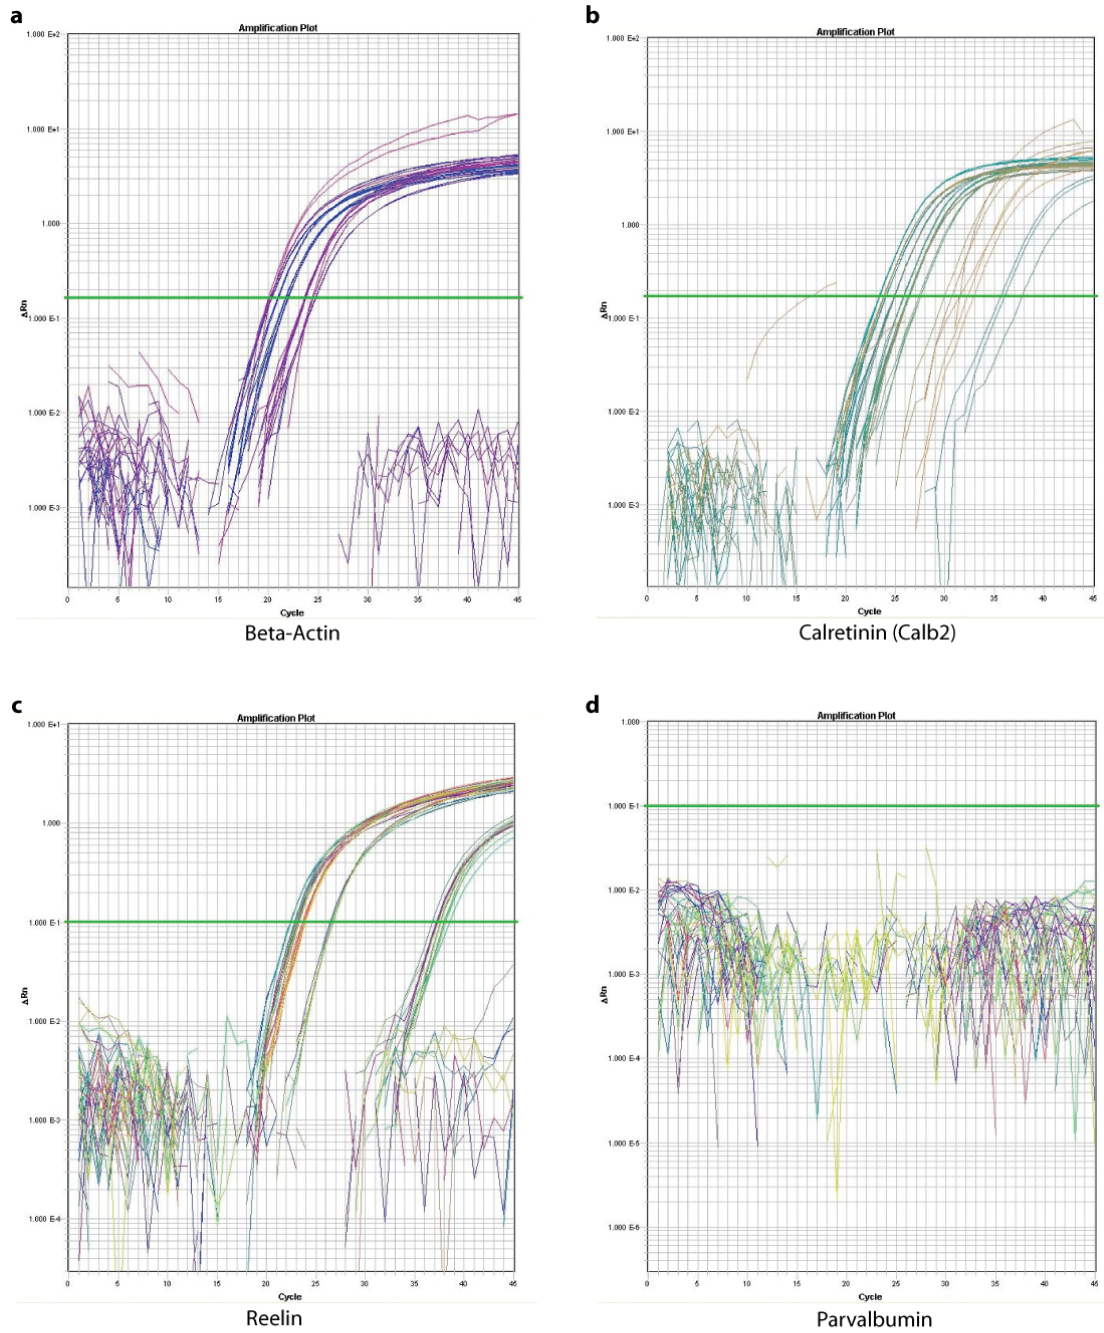 a
Amplification Plot
1.000 E+2
1.000 E+1
1.000
1.000 E-1
1.000 E-2
1.000 E-3
ΔRn
0 5 10 15 20 25 30 35 40 45
Cycle
Beta-Actin
b
Amplification Plot
1.000 E+2
1.000 E+1
1.000
1.000 E-1
1.000 E-2
1.000 E-3
ΔRn
0 5 10 15 20 25 30 35 40 45
Cycle
Calretinin (Calb2)
c
Amplification Plot
1.000 E+1
1.000
1.000 E-1
1.000 E-2
1.000 E-3
1.000 E-4
ΔRn
0 5 10 15 20 25 30 35 40 45
Cycle
Reelin
d
Amplification Plot
1.000
1.000 E-1
1.000 E-2
1.000 E-3
1.000 E-4
1.000 E-5
1.000 E-6
ΔRn
0 5 10 15 20 25 30 35 40 45
Cycle
Parvalbumin